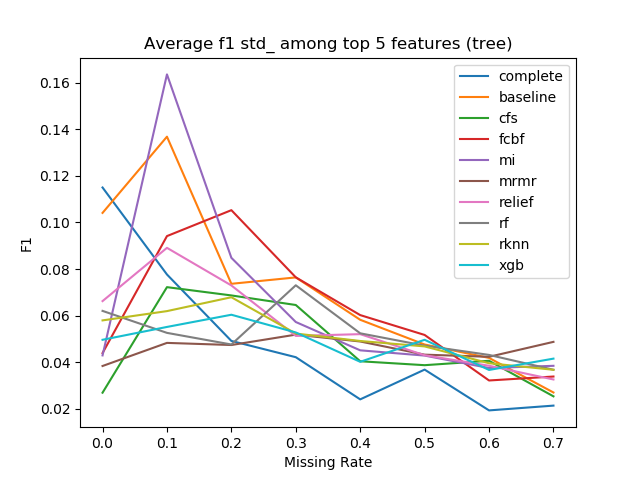 Average f1 std_ among top 5 features (tree)
F1
0.16
0.14
0.12
0.10
0.08
0.06
0.04
0.02
complete
baseline
cfs
fcbf
mi
mrmr
relief
rf
rknn
xgb
0.0 0.1 0.2 0.3 0.4 0.5 0.6 0.7
Missing Rate